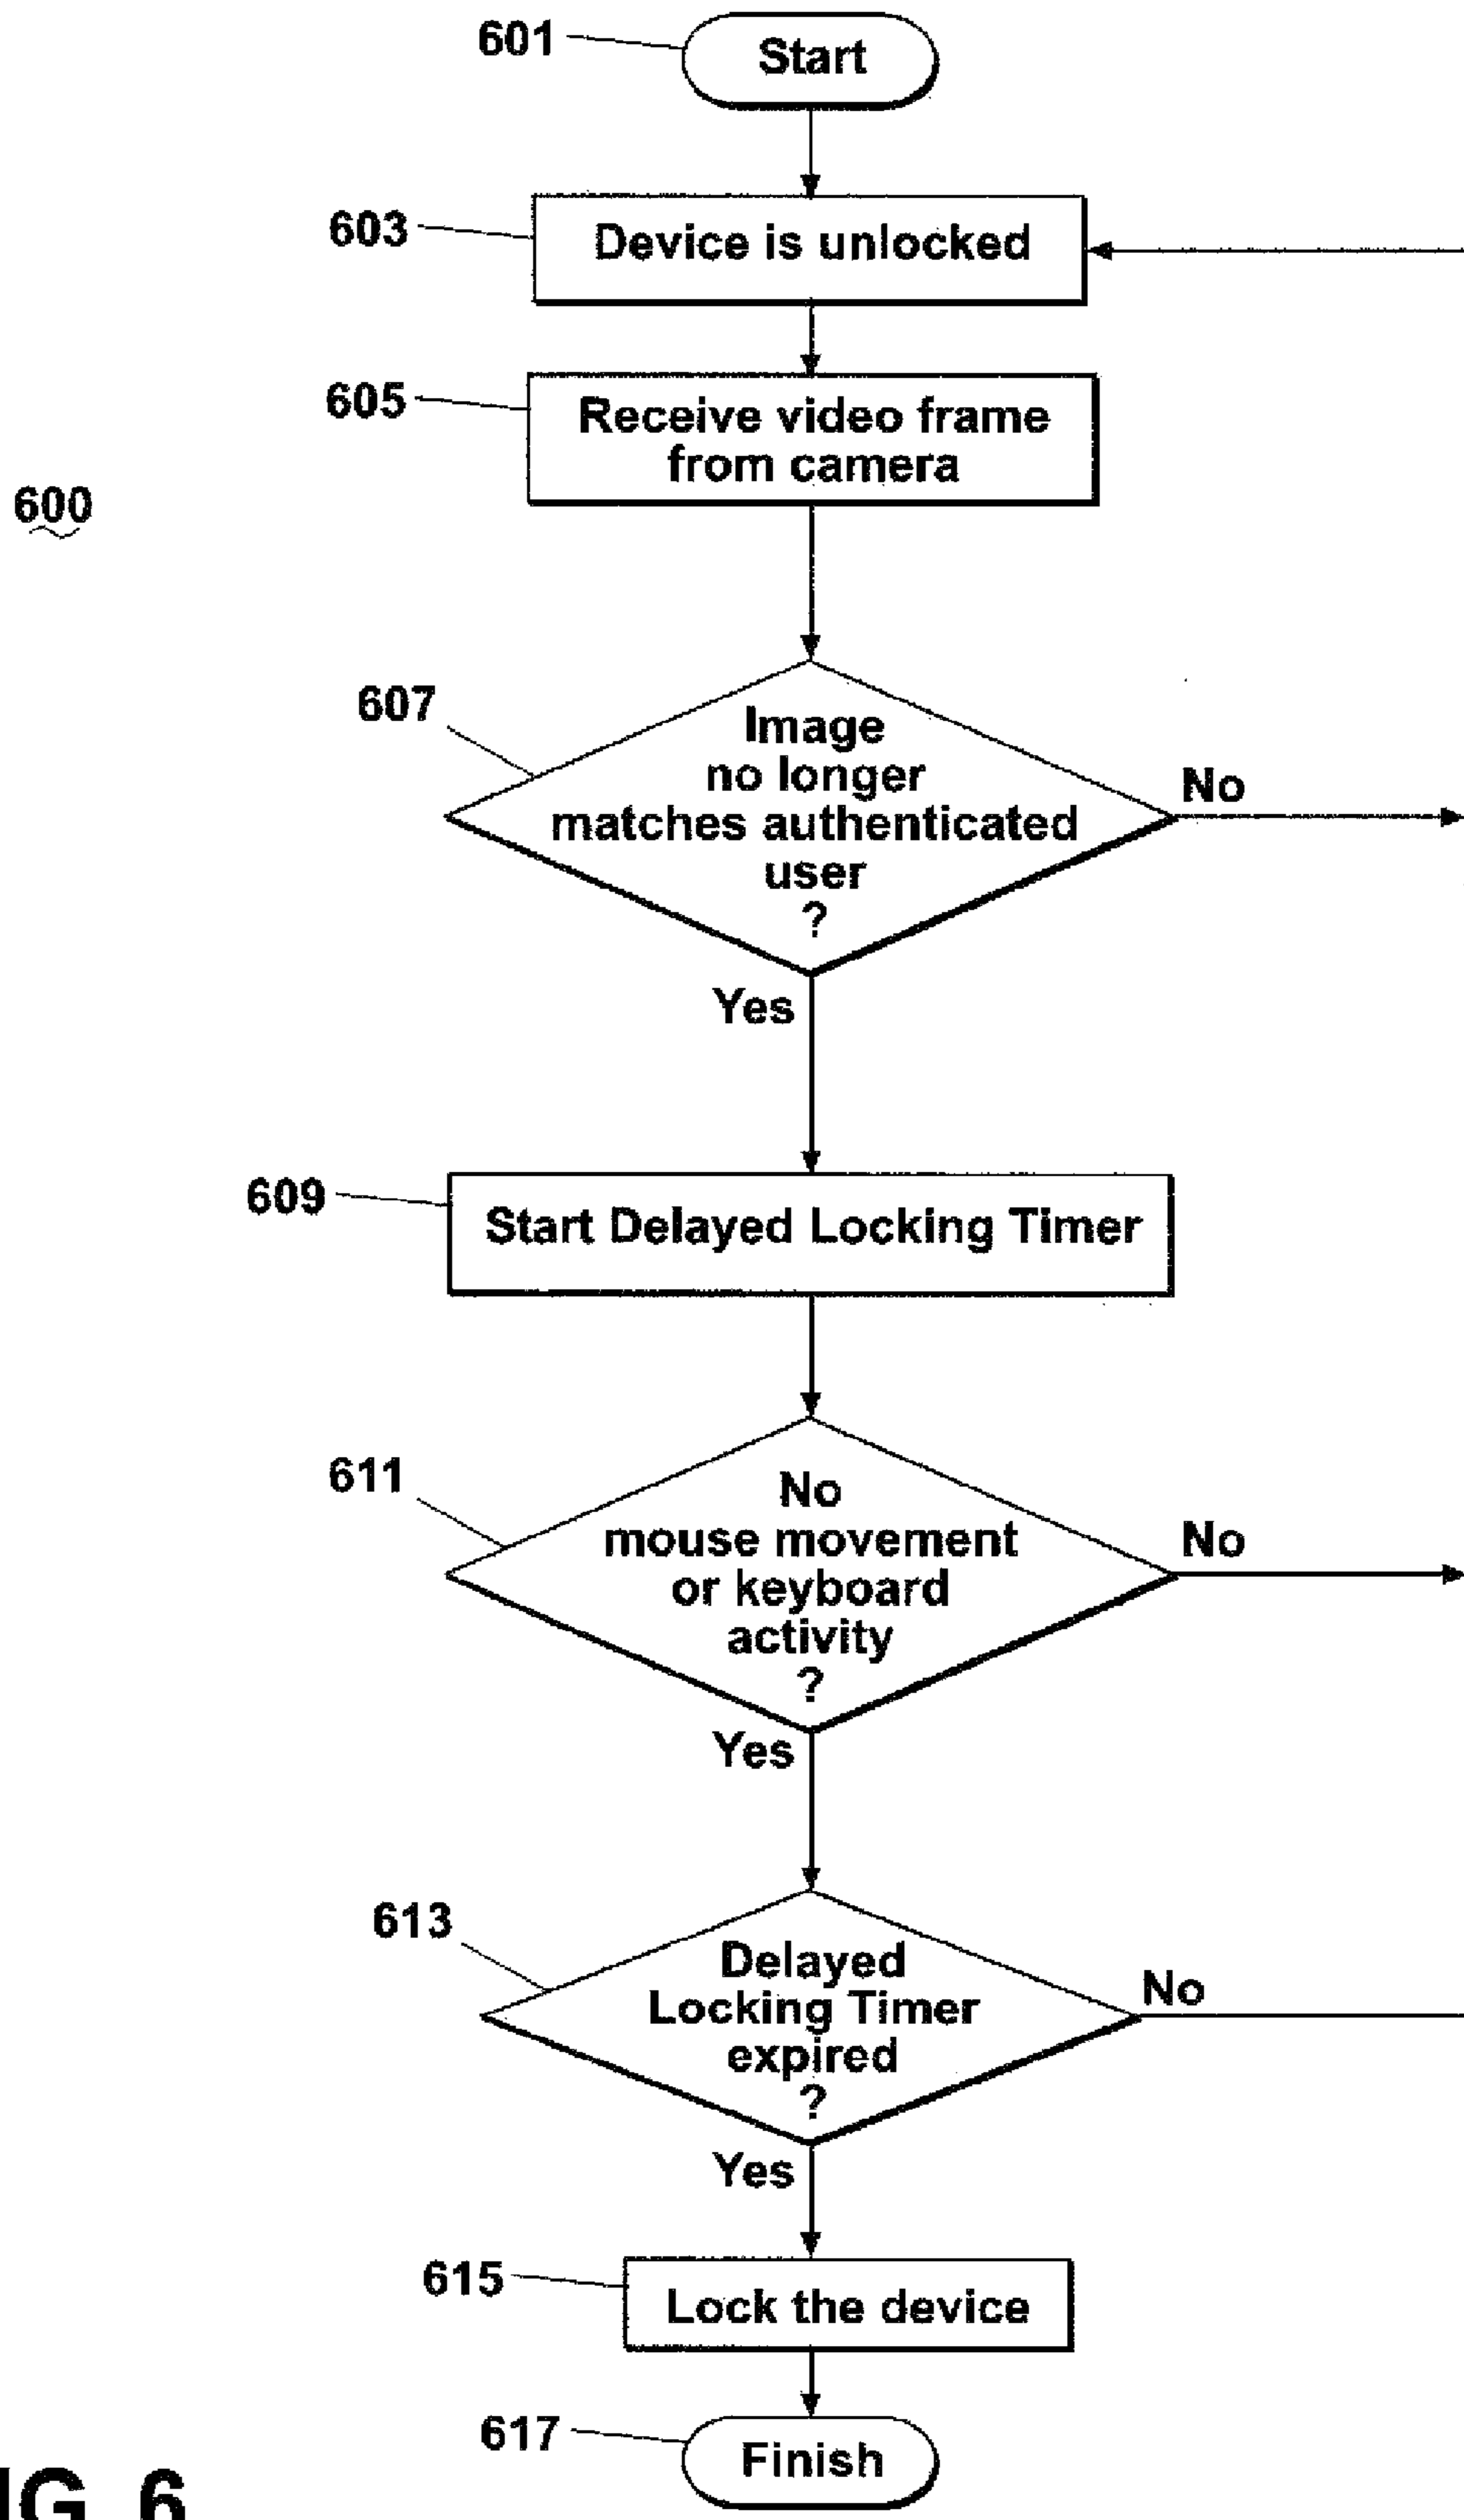 601
Start
603
Device is unlocked
605
Receive video frame
from camera
600
607
Image
no longer
matches authenticated
user
?
No
Yes
609
Start Delayed Locking Timer
611
No
mouse movement
or keyboard
activity
?
No
Yes
613
Delayed
Locking Timer
expired
?
No
Yes
615
Lock the device
617
Finish
IG. 6